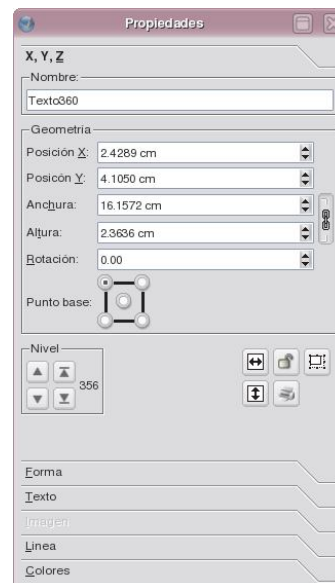 Propiedades
X, Y, Z
Nombre:
Texto360
Geometría
Posición X: 2.4289 cm
Posicón Y: 4.1050 cm
Anchura: 16.1572 cm
Altura: 2.3636 cm
Rotación: 0.00
Punto base:
Nivel
356
Forma
Texto
Imagen
Linea
Colores